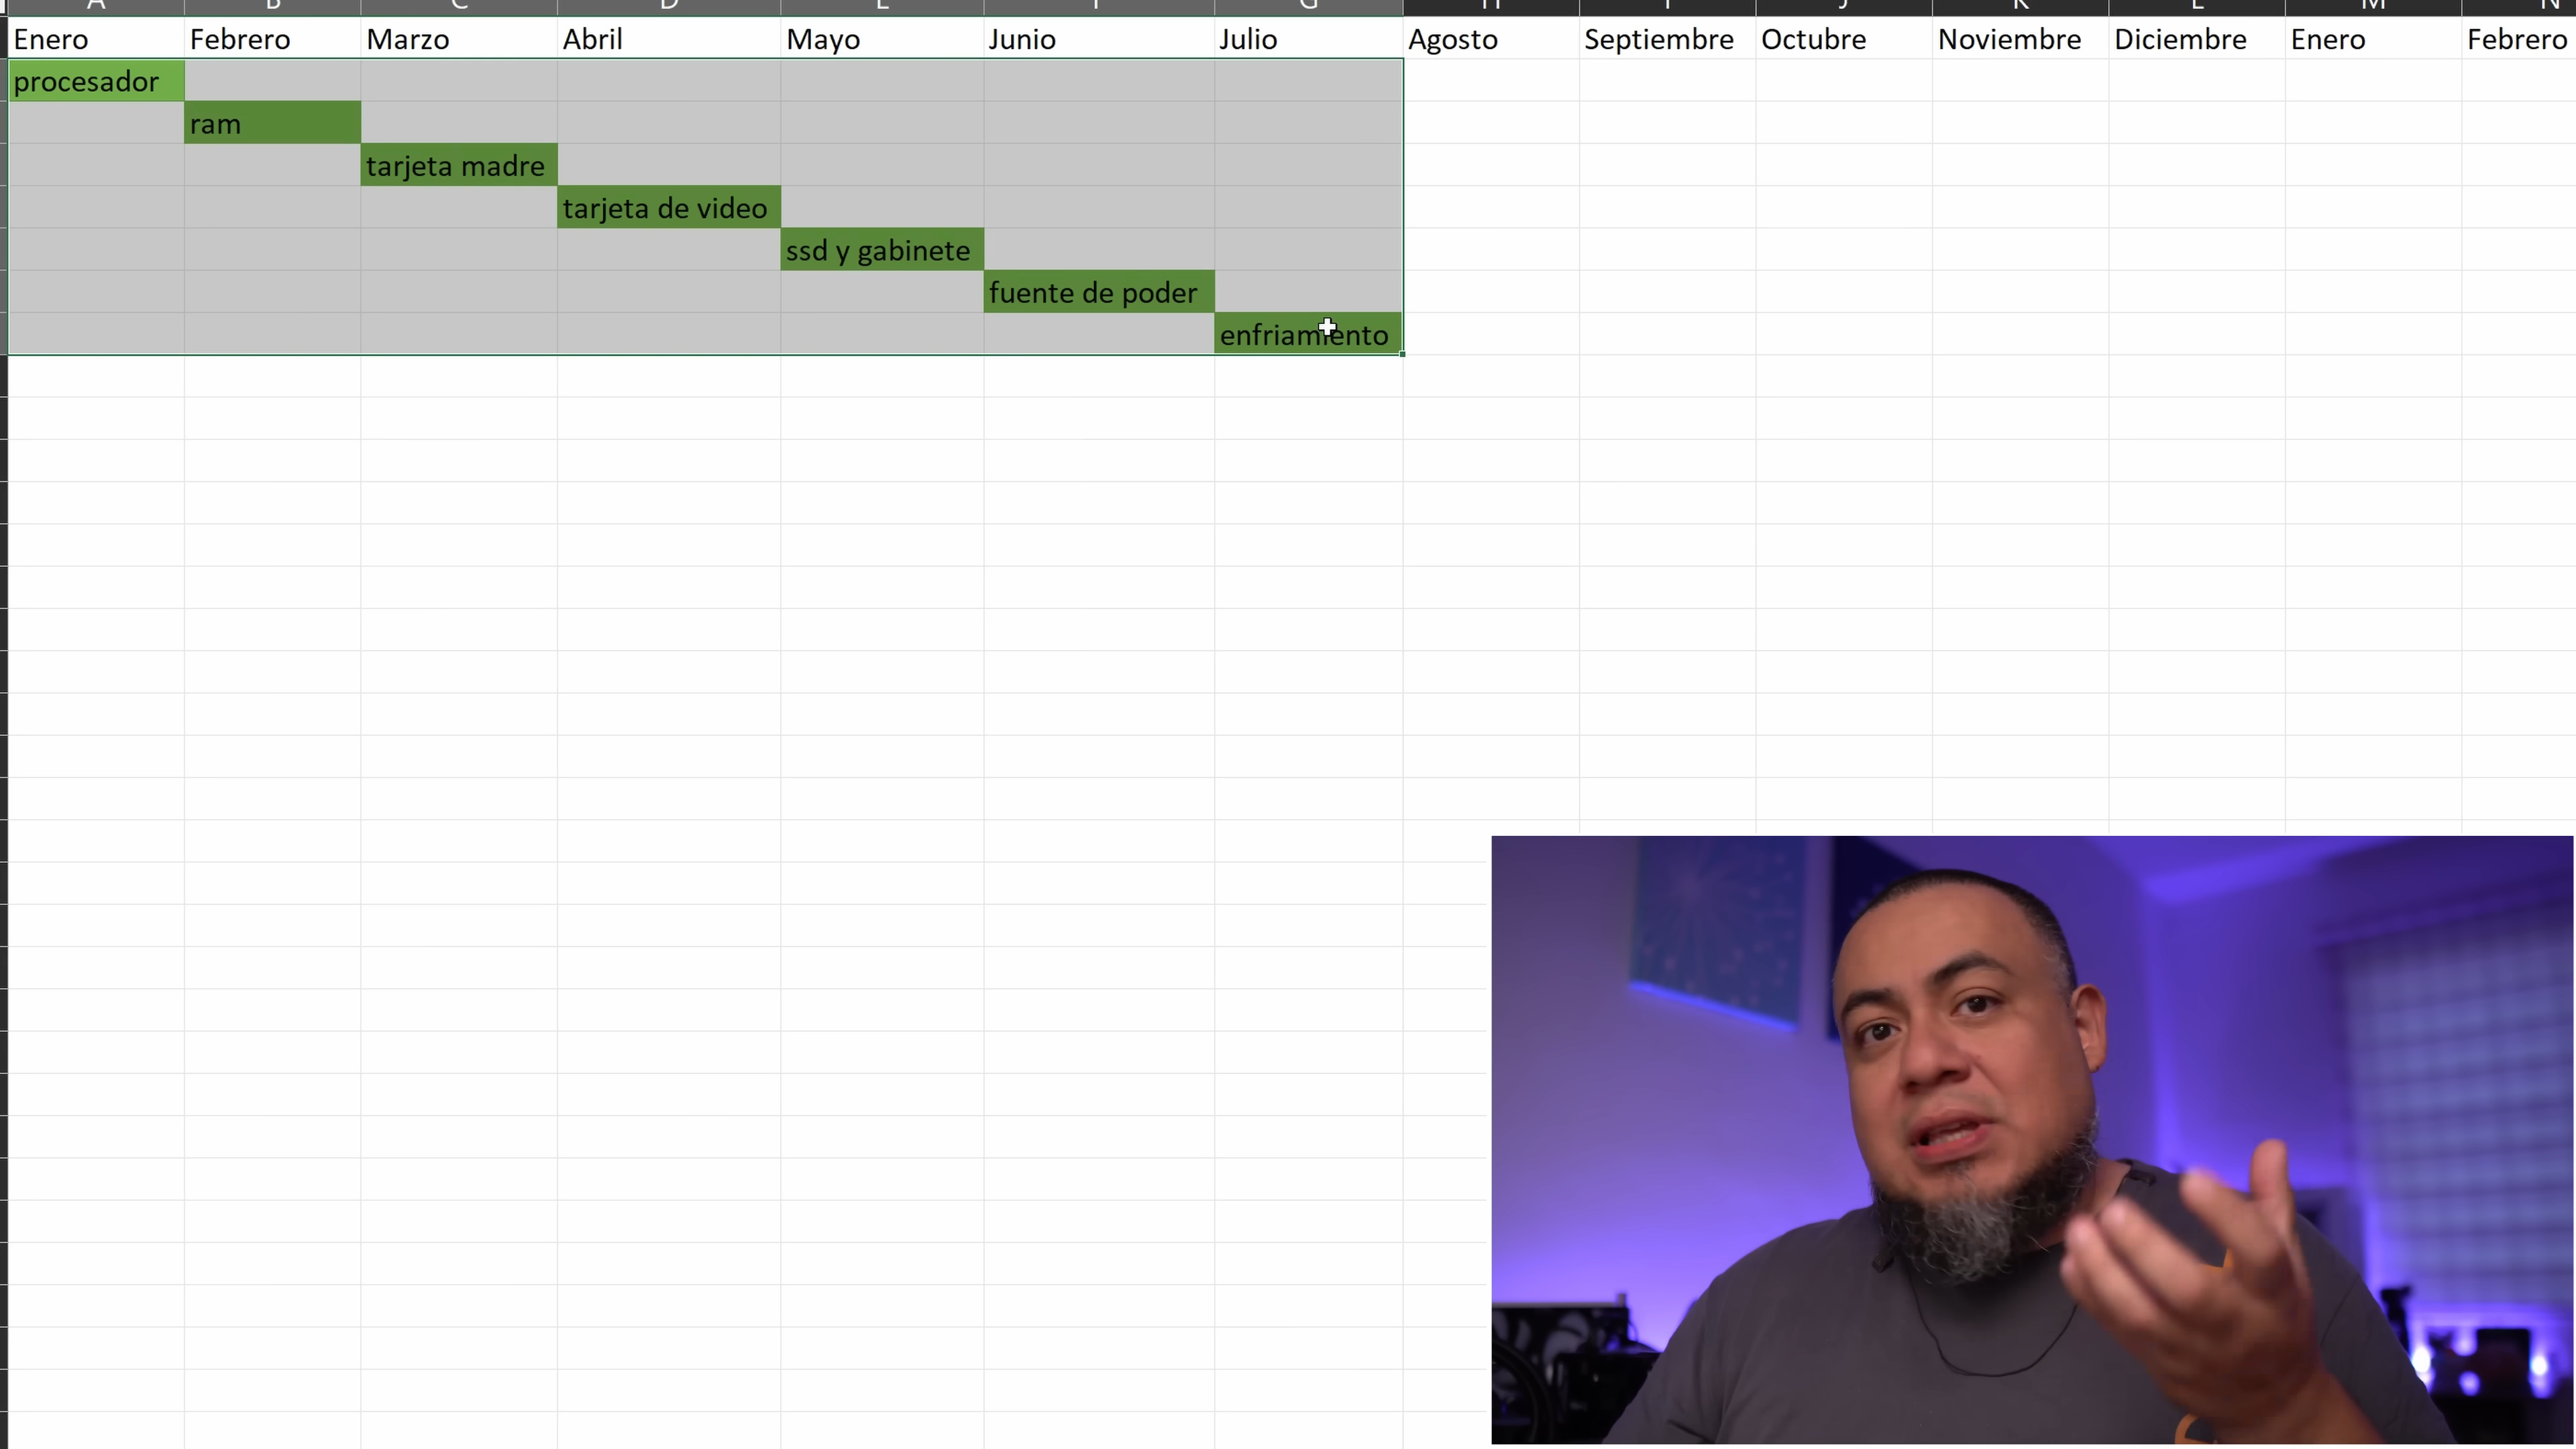 A B C D E F G H I J K L M N
Enero Febrero Marzo Abril Mayo Junio Julio Agosto Septiembre Octubre Noviembre Diciembre Enero Febrero
procesador
ram
tarjeta madre
tarjeta de video
ssd y gabinete
fuente de poder
enfriamiento